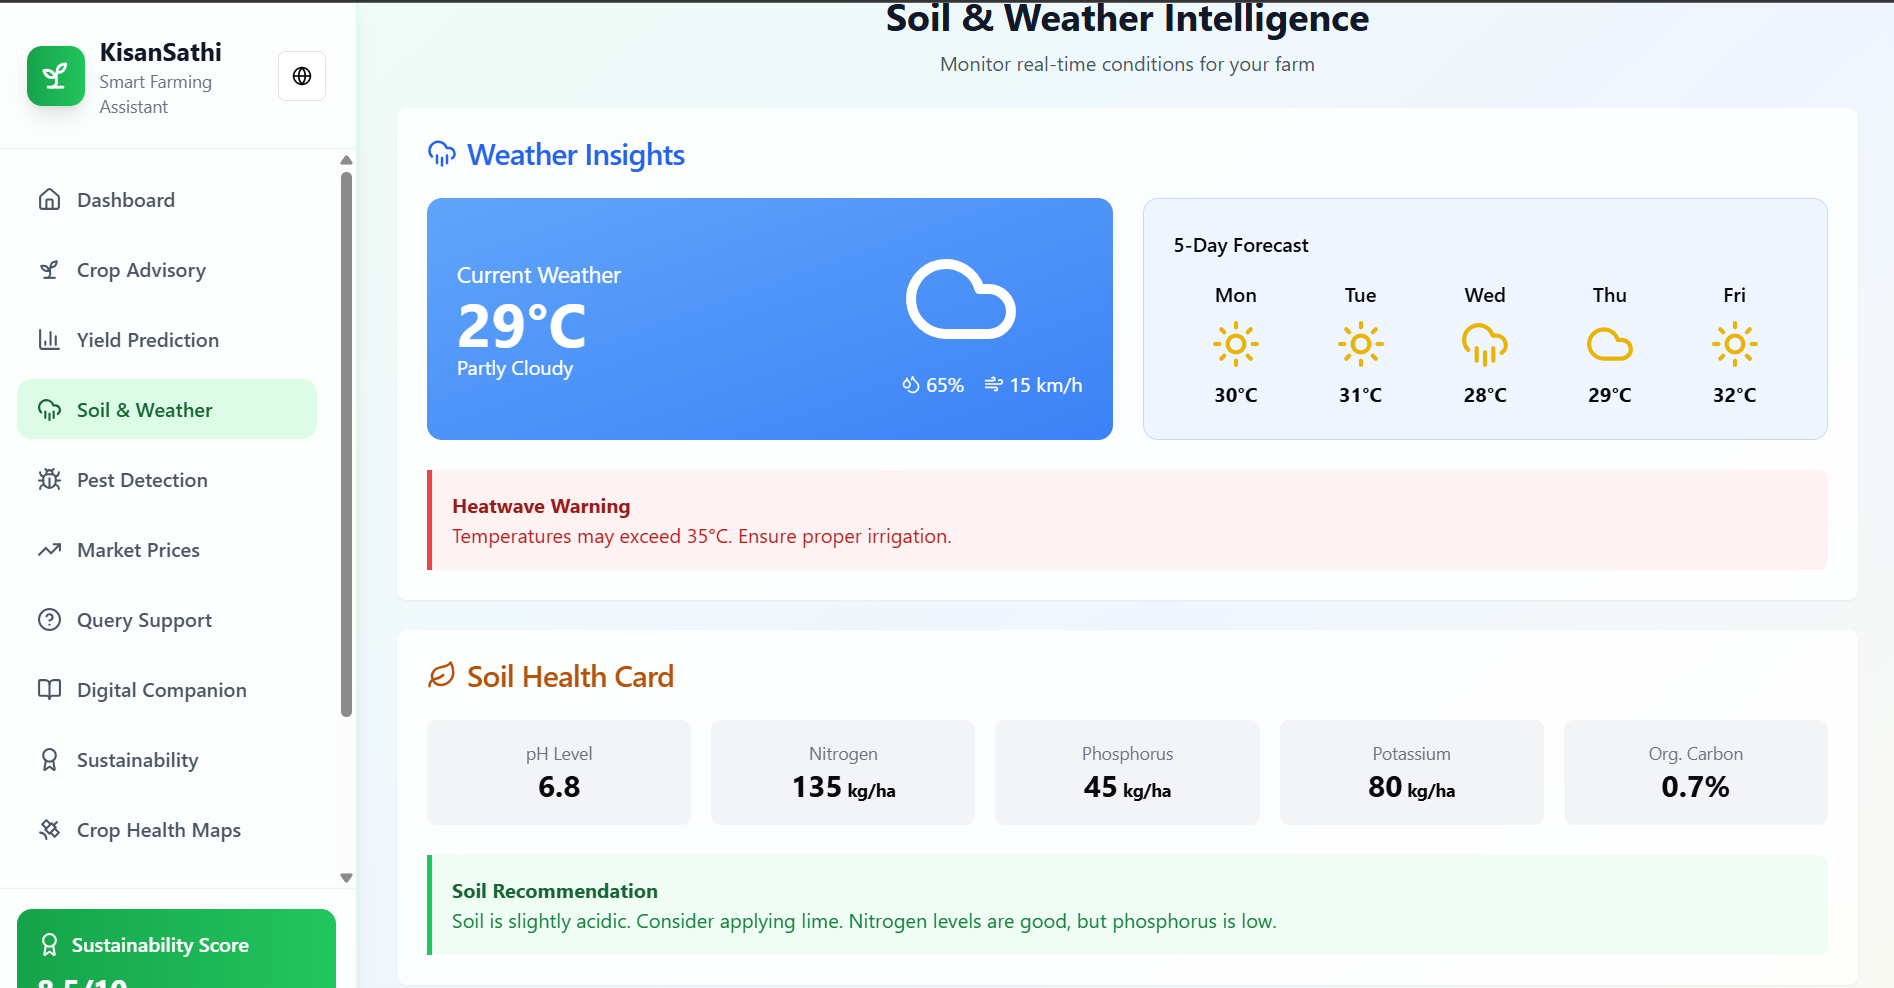 KisanSathi
Smart Farming
Assistant
Dashboard
Crop Advisory
Yield Prediction
Soil & Weather
Pest Detection
Market Prices
Query Support
Digital Companion
Sustainability
Crop Health Maps
Sustainability Score
8.5/10
Soil & Weather Intelligence
Monitor real-time conditions for your farm
Weather Insights
Current Weather
29°C
Partly Cloudy
65% 15 km/h
5-Day Forecast
Mon Tue Wed Thu Fri
30°C 31°C 28°C 29°C 32°C
Heatwave Warning
Temperatures may exceed 35°C. Ensure proper irrigation.
Soil Health Card
pH Level Nitrogen Phosphorus Potassium Org. Carbon
6.8 135 kg/ha 45 kg/ha 80 kg/ha 0.7%
Soil Recommendation
Soil is slightly acidic. Consider applying lime. Nitrogen levels are good, but phosphorus is low.